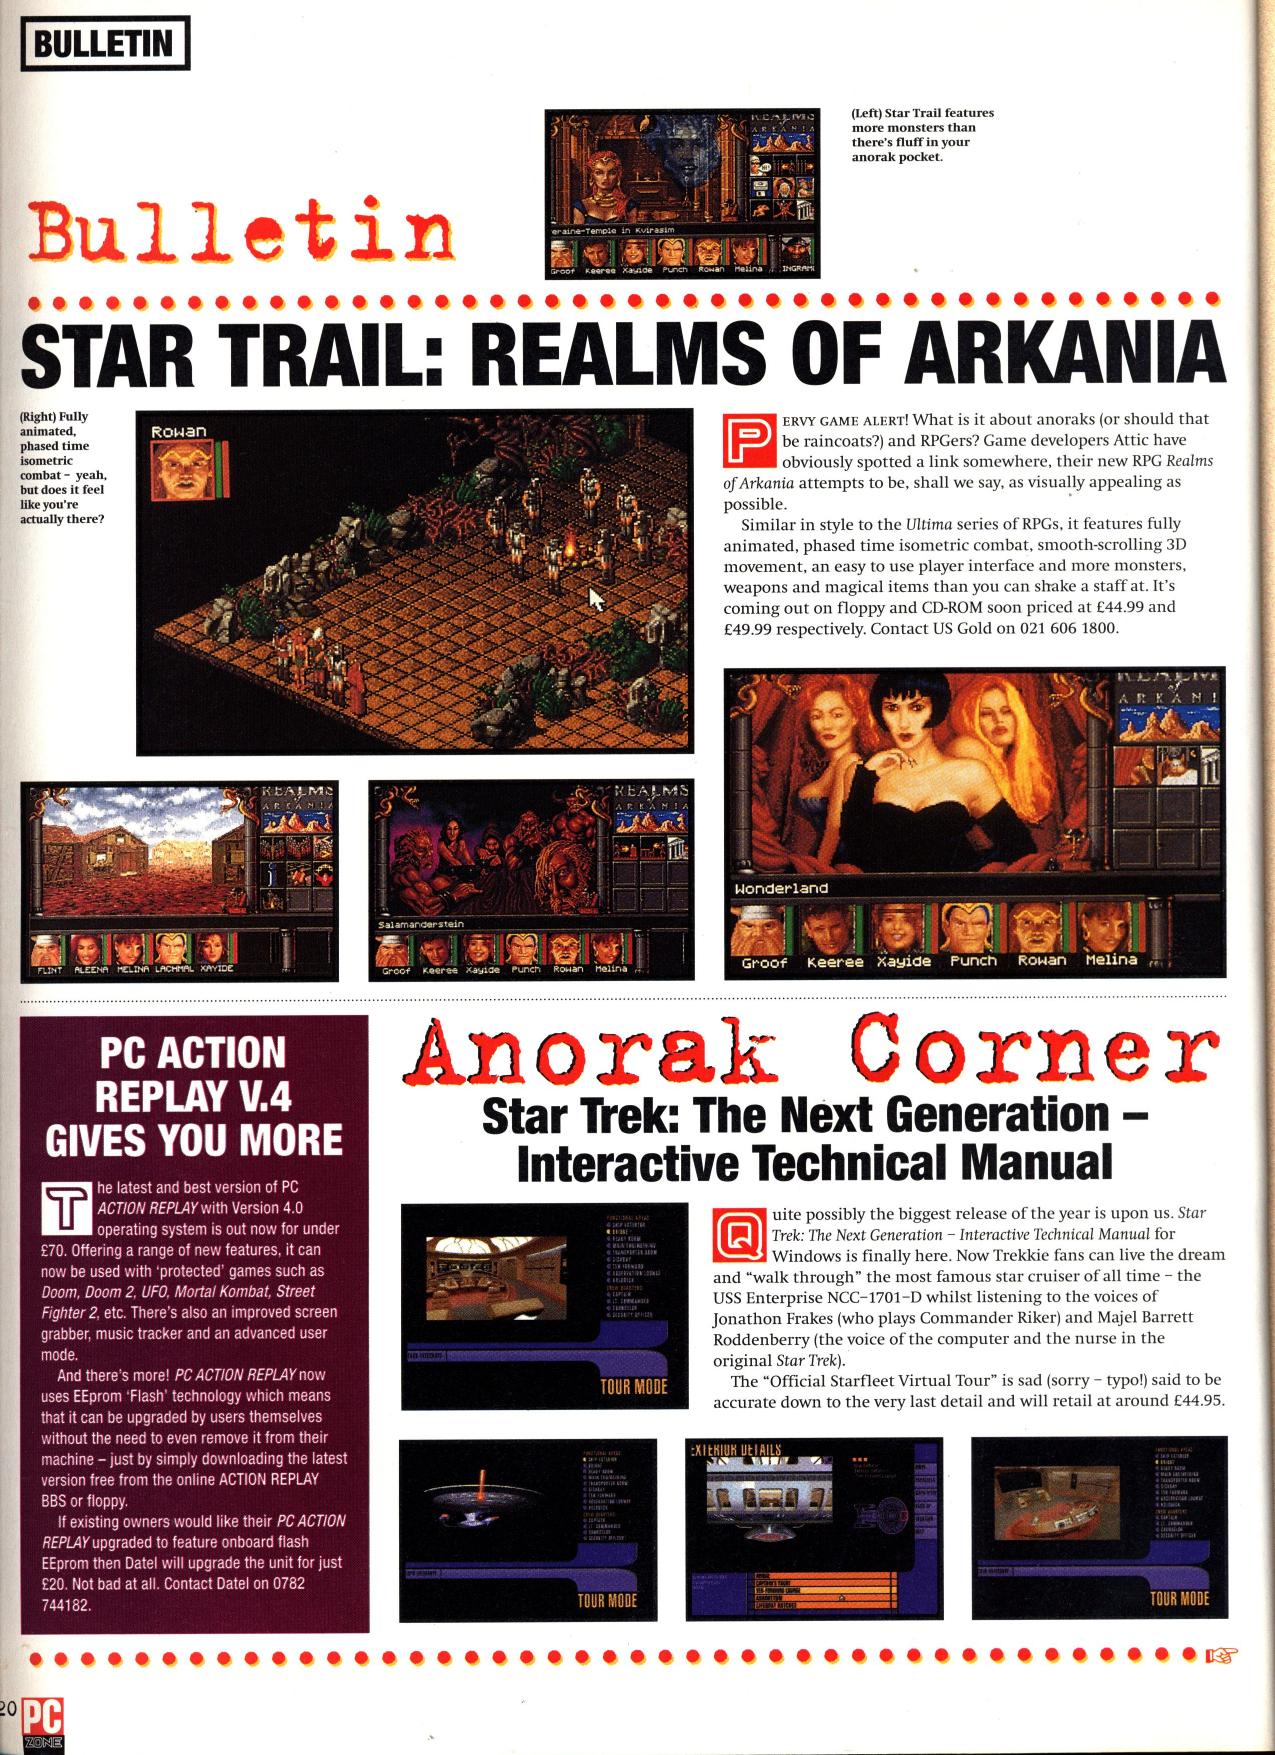 BULLETIN
(Left) Star Trail features
more monsters than
there's fluff in your
anorak pocket.
REALMS
ARKANIA
eraine-Temple in Kvirasim
Groof Keeree Xayide Punch Rowan Melina INGRAM
Bulletin
STAR TRAIL: REALMS OF ARKANIA
(Right) Fully
animated,
phased time
isometric
combat – yeah,
but does it feel
like you're
actually there?
Rowan
PERVY GAME ALERT! What is it about anoraks (or should that
be raincoats?) and RPGers? Game developers Attic have
obviously spotted a link somewhere, their new RPG Realms
of Arkania attempts to be, shall we say, as visually appealing as
possible.
Similar in style to the Ultima series of RPGs, it features fully
animated, phased time isometric combat, smooth-scrolling 3D
movement, an easy to use player interface and more monsters,
weapons and magical items than you can shake a staff at. It's
coming out on floppy and CD-ROM soon priced at £44.99 and
£49.99 respectively. Contact US Gold on 021 606 1800.
REALMS
of
ARKANI
Wonderland
Groof Keeree Xayide Punch Rowan Melina
REALMS
of
ARKANIA
FLINT ALEENA MELINA LACHMAL XAYIDE
REALMS
of
ARKANIA
Salamanderstein
Groof Keeree Xayide Punch Rowan Melina
PC ACTION
REPLAY V.4
GIVES YOU MORE
The latest and best version of PC
ACTION REPLAY with Version 4.0
operating system is out now for under
£70. Offering a range of new features, it can
now be used with 'protected' games such as
Doom, Doom 2, UFO, Mortal Kombat, Street
Fighter 2, etc. There's also an improved screen
grabber, music tracker and an advanced user
mode.
And there's more! PC ACTION REPLAY now
uses EEprom 'Flash' technology which means
that it can be upgraded by users themselves
without the need to even remove it from their
machine – just by simply downloading the latest
version free from the online ACTION REPLAY
BBS or floppy.
If existing owners would like their PC ACTION
REPLAY upgraded to feature onboard flash
EEprom then Datel will upgrade the unit for just
£20. Not bad at all. Contact Datel on 0782
744182.
Anorak Corner
Star Trek: The Next Generation –
Interactive Technical Manual
TOUR MODE
Quite possibly the biggest release of the year is upon us. Star
Trek: The Next Generation – Interactive Technical Manual for
Windows is finally here. Now Trekkie fans can live the dream
and "walk through" the most famous star cruiser of all time – the
USS Enterprise NCC–1701–D whilst listening to the voices of
Jonathon Frakes (who plays Commander Riker) and Majel Barrett
Roddenberry (the voice of the computer and the nurse in the
original Star Trek).
The "Official Starfleet Virtual Tour" is sad (sorry – typo!) said to be
accurate down to the very last detail and will retail at around £44.95.
TOUR MODE
EXTERIOR DETAILS
TOUR MODE
20
PC
ZONE